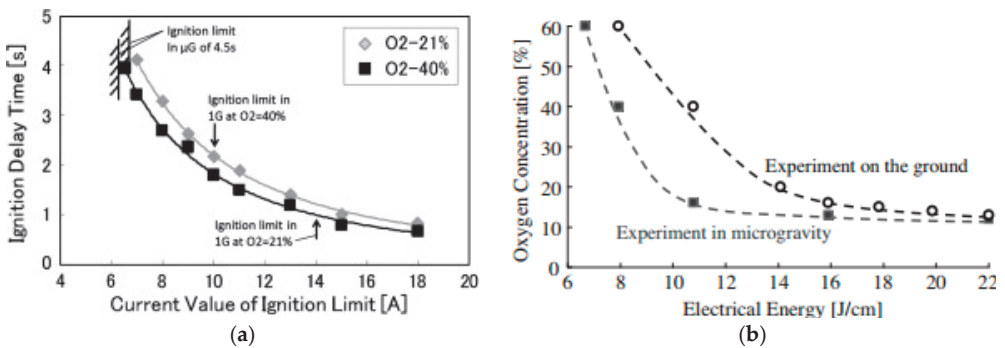 5
4
3
2
1
0
Ignition Delay Time [s]
Ignition limit
in μG of 4.5s
O2-21%
O2-40%
Ignition limit in
1G at O2=40%
Ignition limit in
1G at O2=21%
4 6 8 10 12 14 16 18 20
Current Value of Ignition Limit [A]
(a)
60
50
40
30
20
10
0
Oxygen Concentration [%]
Experiment on the ground
Experiment in microgravity
6 8 10 12 14 16 18 20 22
Electrical Energy [J/cm]
(b)